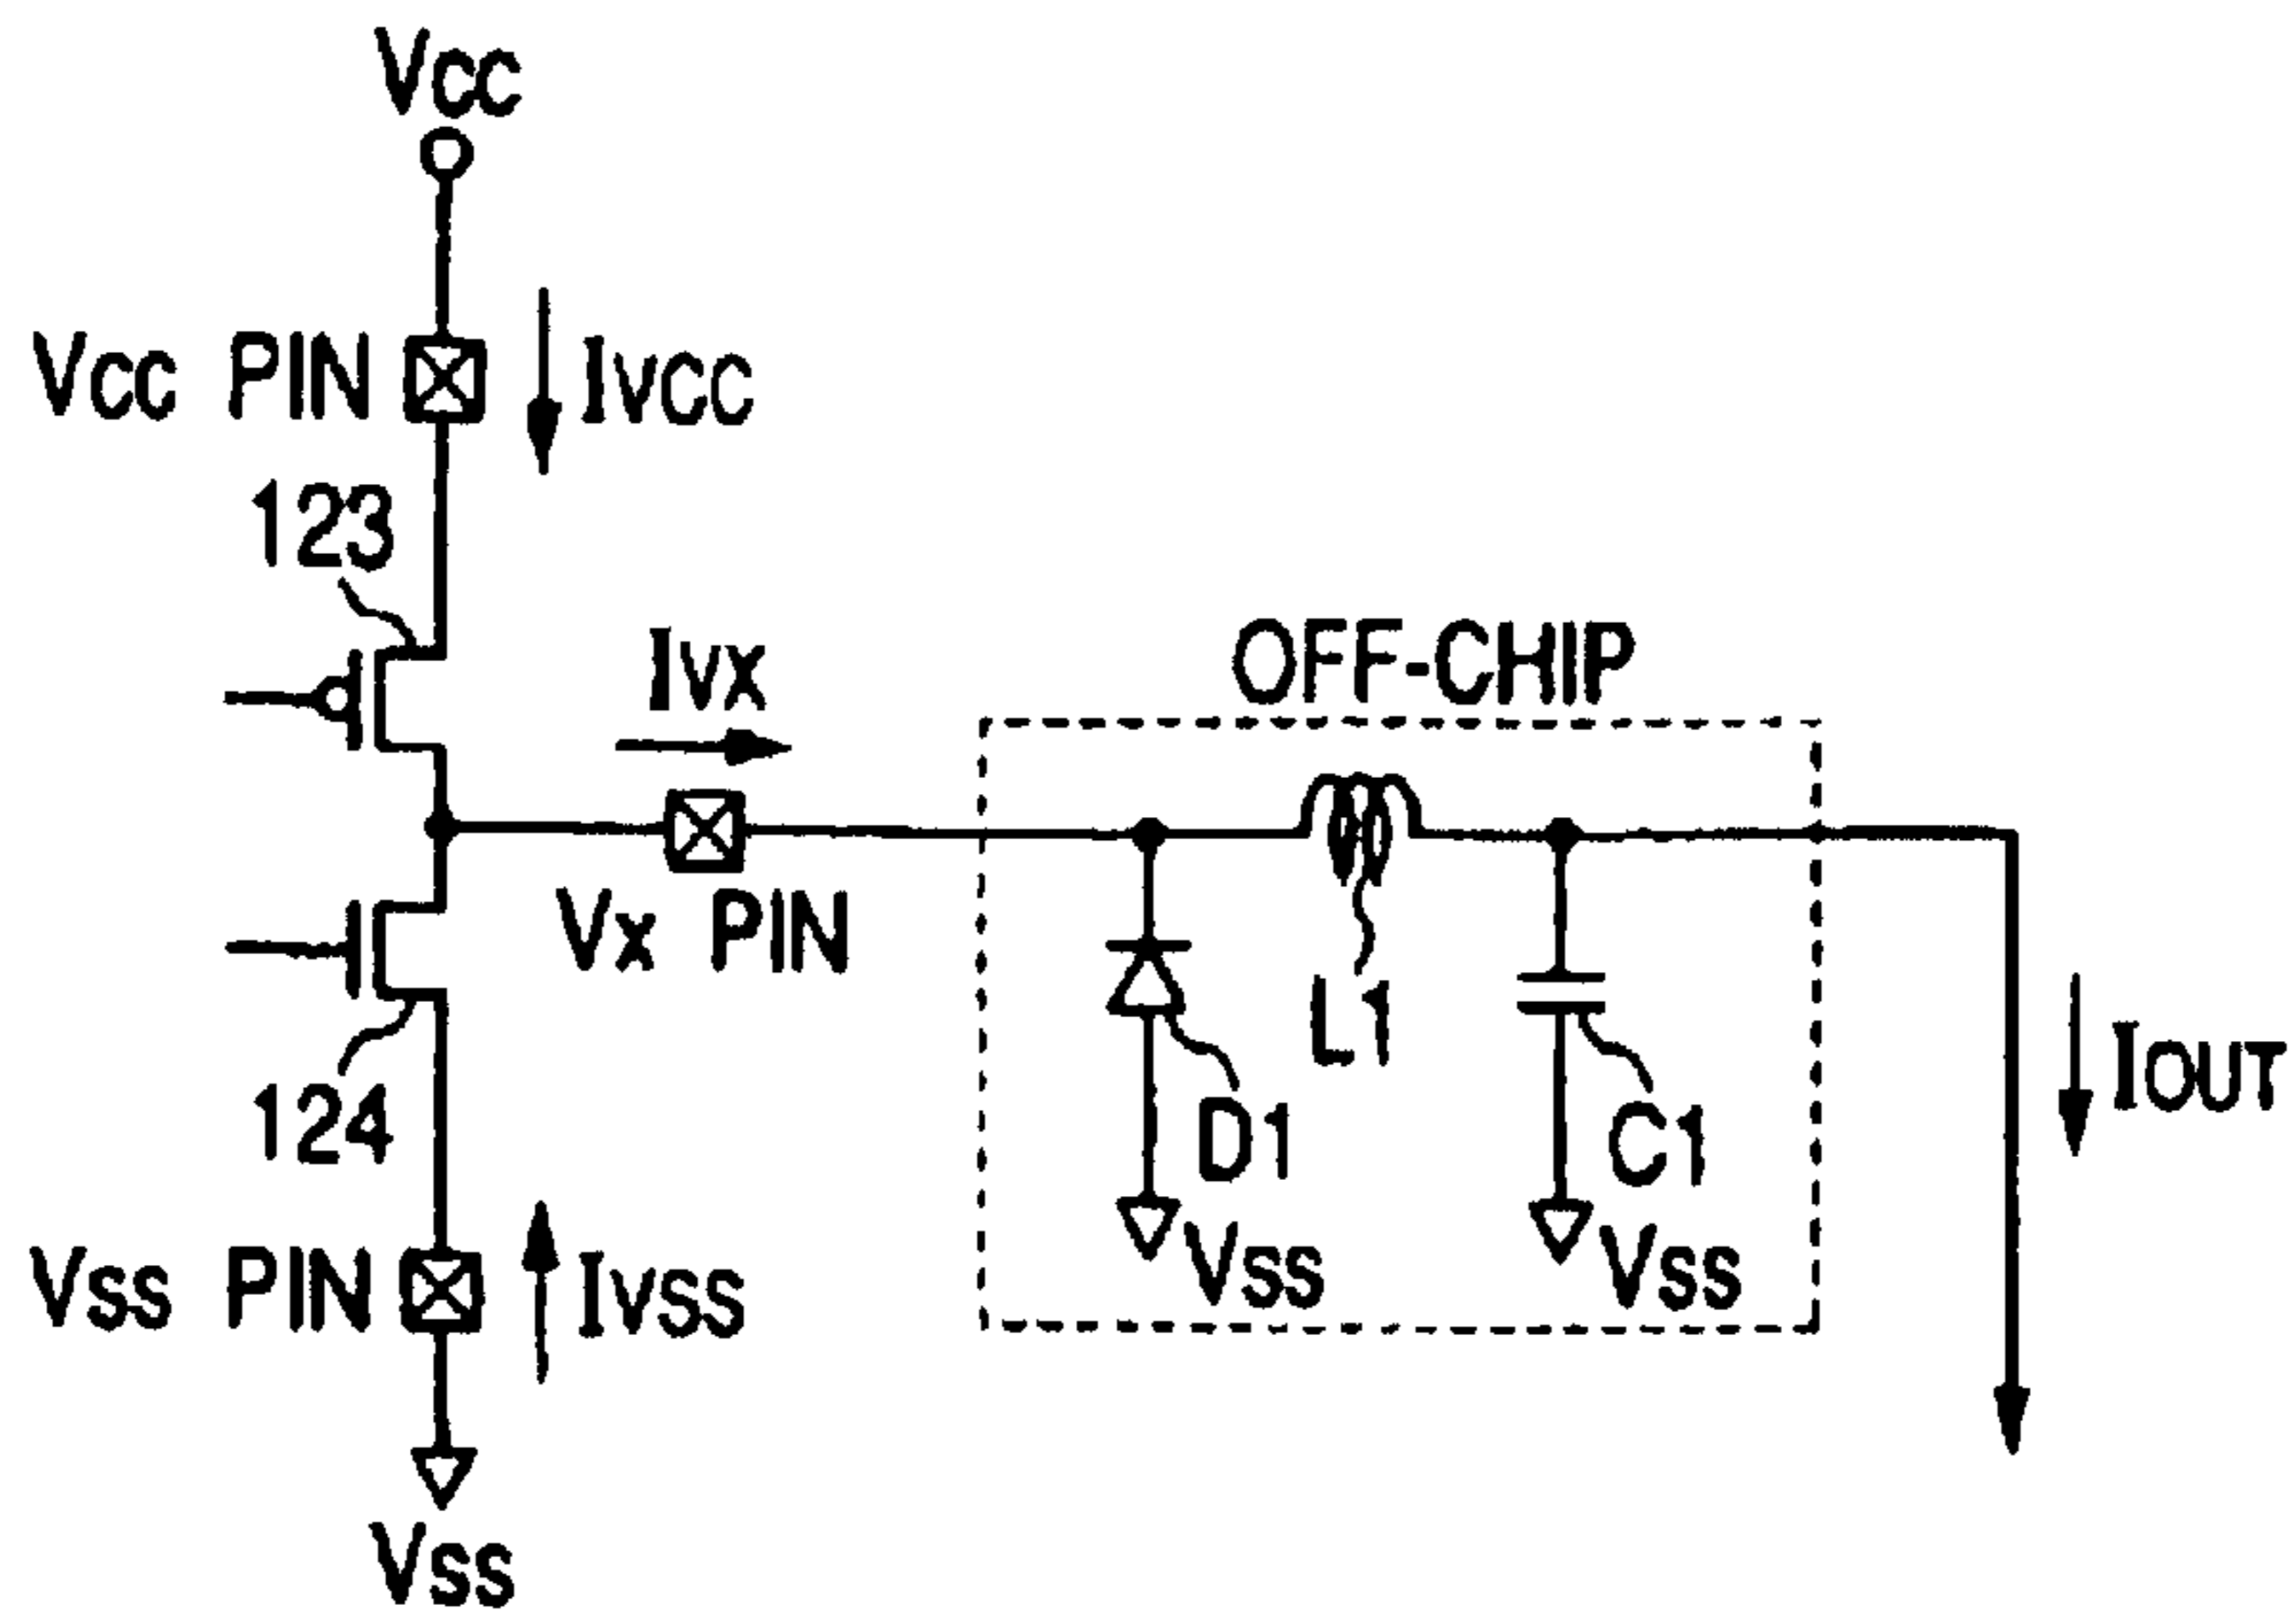 Vcc
Vcc PIN
Ivcc
123
Ivx
OFF-CHIP
Vx PIN
L1
124
D1
C1
IOUT
Vss PIN
Ivss
Vss
Vss
Vss